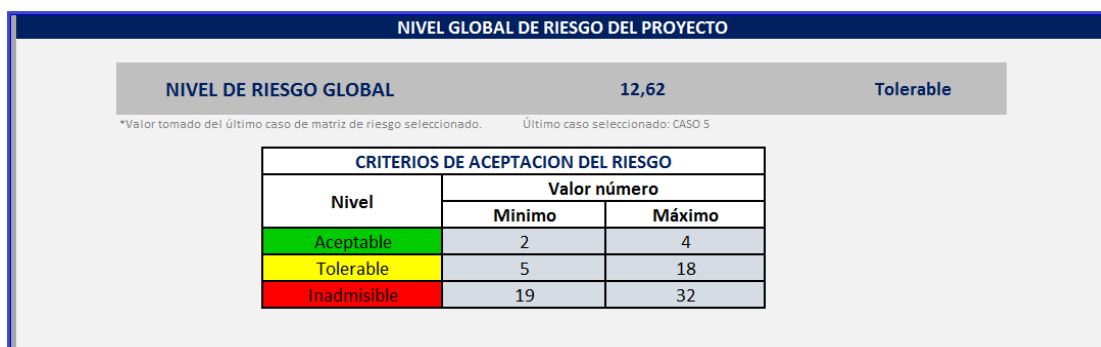 NIVEL GLOBAL DE RIESGO DEL PROYECTO
NIVEL DE RIESGO GLOBAL 12,62 Tolerable
*Valor tomado del último caso de matriz de riesgo seleccionado. Último caso seleccionado: CASO 5
CRITERIOS DE ACEPTACION DEL RIESGO
Nivel Valor número
Minimo Máximo
Aceptable 2 4
Tolerable 5 18
Inadmisible 19 32